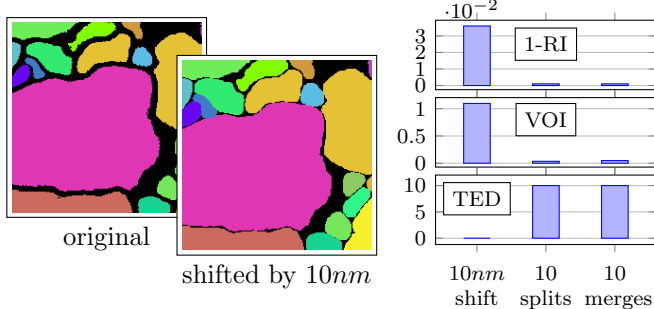 original
shifted by 10nm
·10⁻²
3
2
1
0
1-RI
1
0.5
0
VOI
10
5
0
TED
10nm shift
10 splits
10 merges